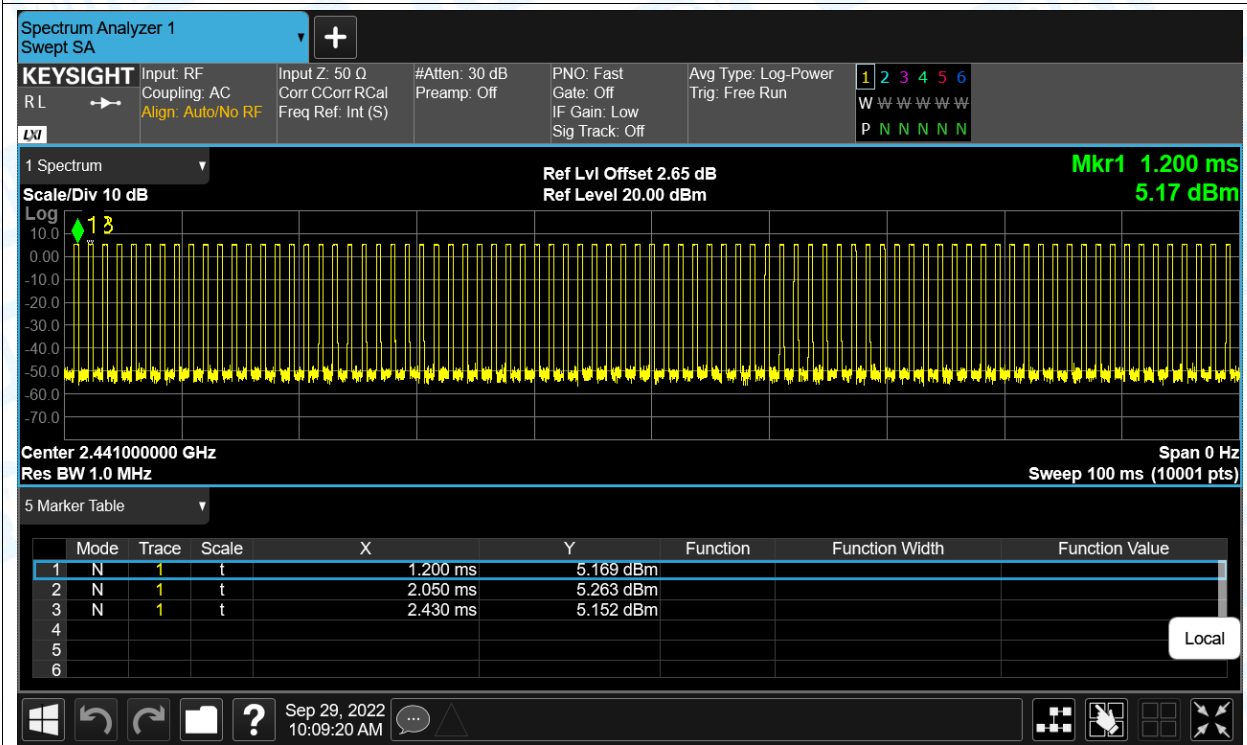 Spectrum Analyzer 1
Swept SA
KEYSIGHT Input: RF Input Z: 50 Ω #Atten: 30 dB PNO: Fast Avg Type: Log-Power 1 2 3 4 5 6
RL Coupling: AC Corr CCorr RCal Preamp: Off Gate: Off Trig: Free Run W W W W W W
Align: Auto/No RF Freq Ref: Int (S) IF Gain: Low P N N N N N
LXI Sig Track: Off
1 Spectrum Ref Lvl Offset 2.65 dB Mkr1 1.200 ms
Scale/Div 10 dB Ref Level 20.00 dBm 5.17 dBm
Log
1 3
10.0
0.00
-10.0
-20.0
-30.0
-40.0
-50.0
-60.0
-70.0
Center 2.441000000 GHz Span 0 Hz
Res BW 1.0 MHz Sweep 100 ms (10001 pts)
5 Marker Table
Mode Trace Scale X Y Function Function Width Function Value
1 N 1 t 1.200 ms 5.169 dBm
2 N 1 t 2.050 ms 5.263 dBm
3 N 1 t 2.430 ms 5.152 dBm
4
5
6
Local
? Sep 29, 2022
10:09:20 AM